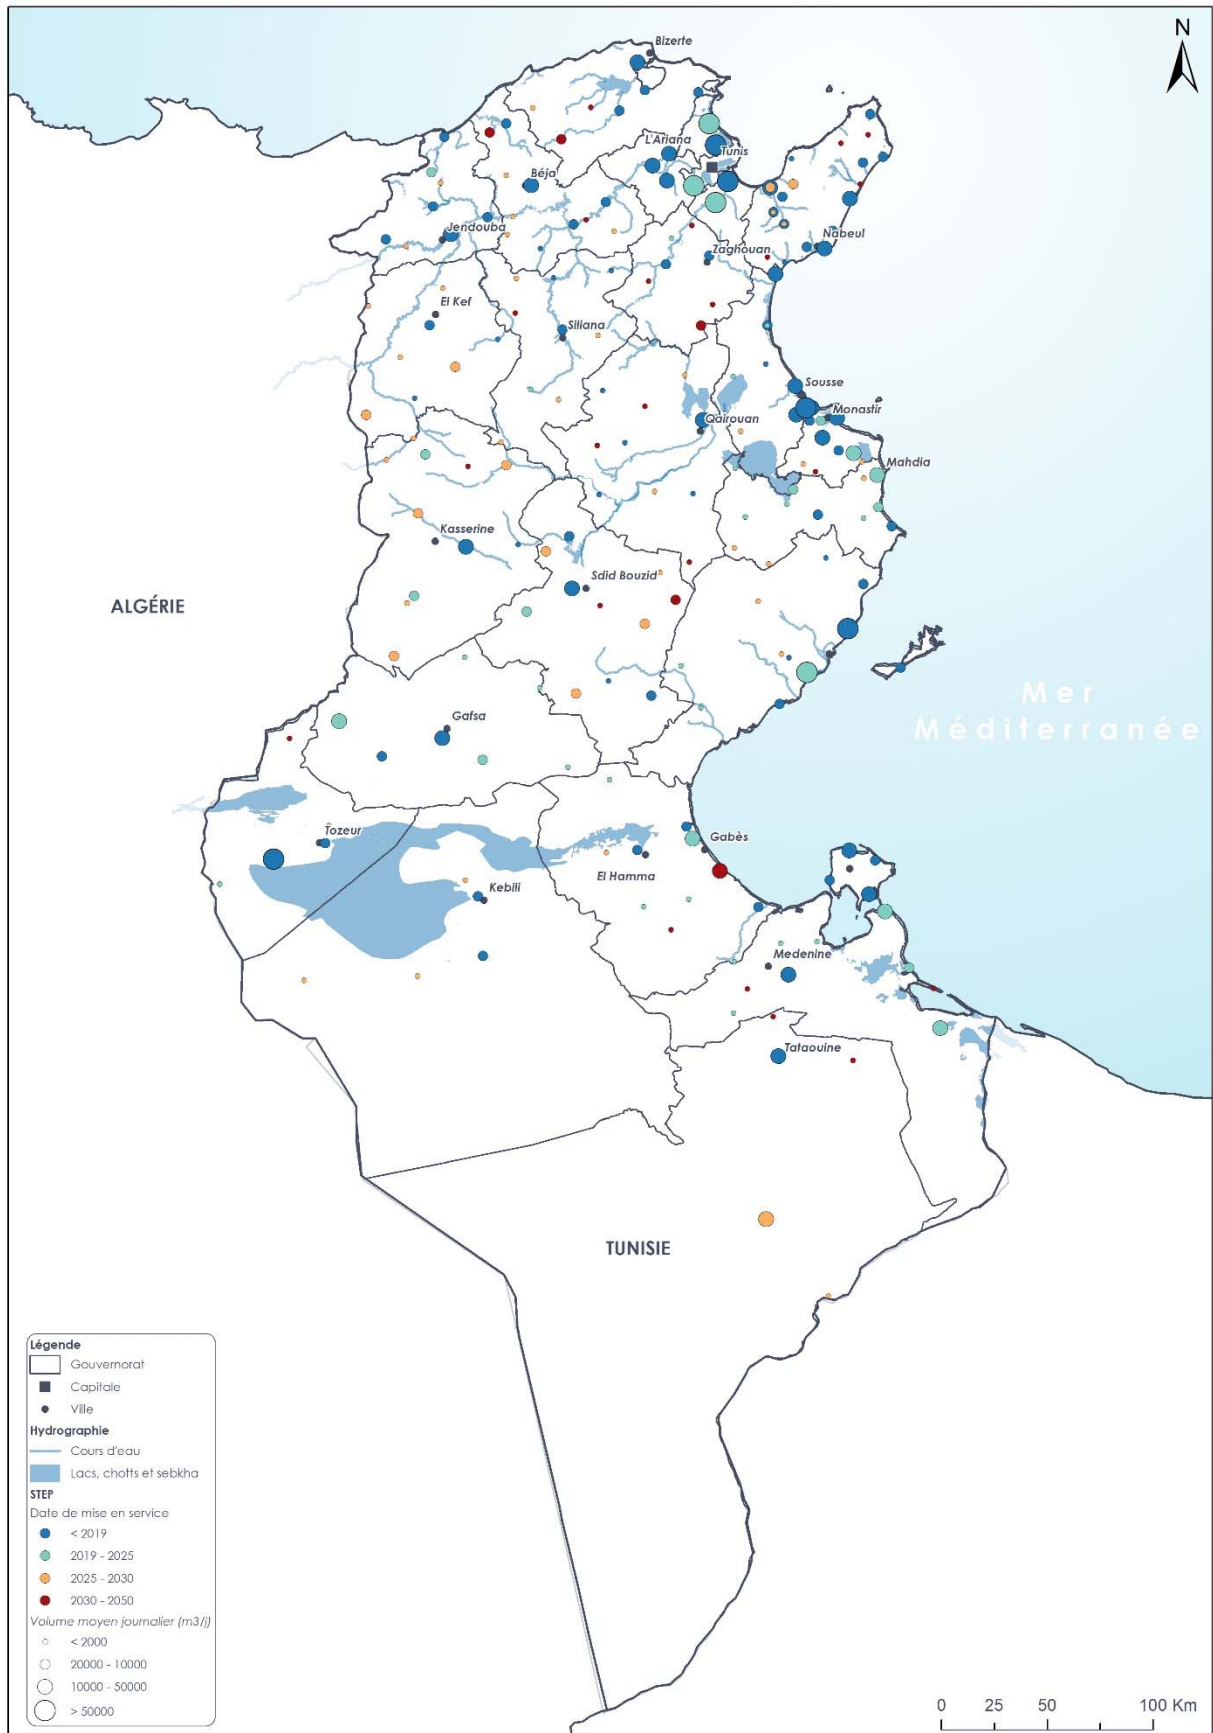 N
Bizerte
L'Ariana
Tunis
Béja
Jendouba
Nabeul
Zaghouan
El Kef
Siliana
Sousse
Monastir
Qairouan
Mahdia
Kasserine
Sdid Bouzid
ALGÉRIE
Mer
Méditerranée
Gafsa
Tozeur
Gabès
El Hamma
Kebili
Medenine
Tataouine
TUNISIE
Légende
Gouvernorat
Capitale
Ville
Hydrographie
Cours d'eau
Lacs, chotts et sebkha
STEP
Date de mise en service
< 2019
2019 - 2025
2025 - 2030
2030 - 2050
Volume moyen journalier (m3/j)
< 2000
20000 - 10000
10000 - 50000
> 50000
0 25 50 100 Km